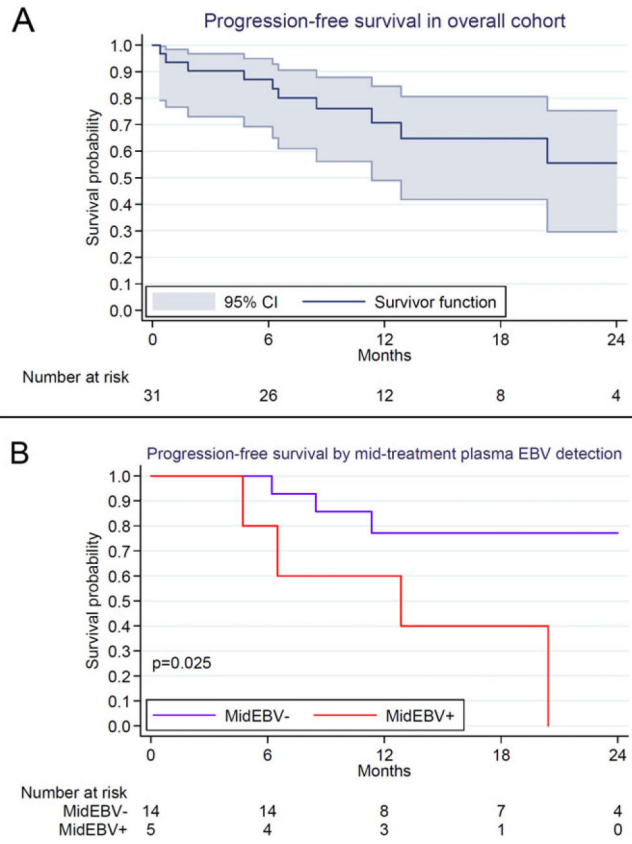 A
Progression-free survival in overall cohort
Survival probability
1.0
0.9
0.8
0.7
0.6
0.5
0.4
0.3
0.2
0.1
0.0
95% CI
Survivor function
0 6 12 18 24
Months
Number at risk
31 26 12 8 4
B
Progression-free survival by mid-treatment plasma EBV detection
Survival probability
1.0
0.9
0.8
0.7
0.6
0.5
0.4
0.3
0.2
0.1
0.0
p=0.025
MidEBV- MidEBV+
0 6 12 18 24
Months
Number at risk
MidEBV- 14 14 8 7 4
MidEBV+ 5 4 3 1 0